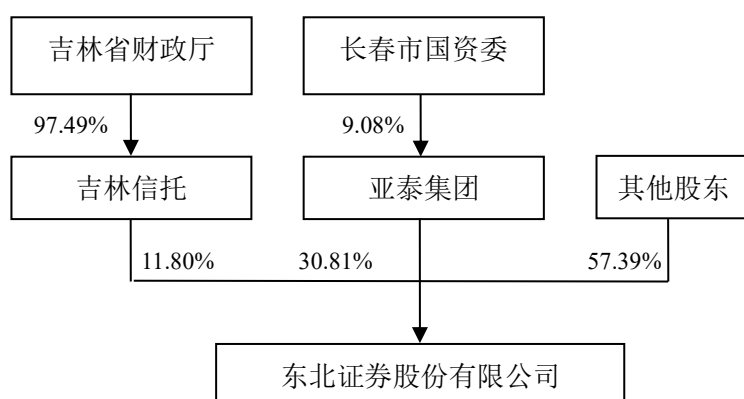 吉林省财政厅
长春市国资委
97.49%
9.08%
吉林信托
亚泰集团
其他股东
11.80%
30.81%
57.39%
东北证券股份有限公司